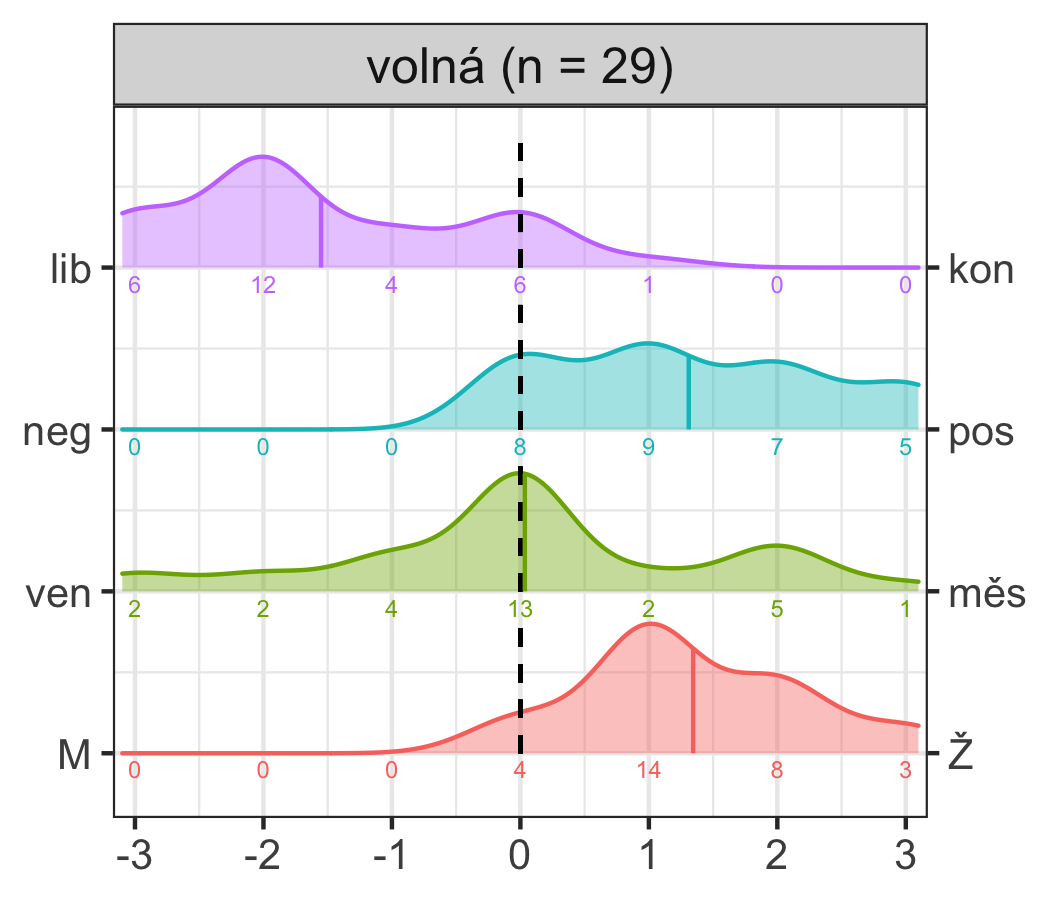 volná (n = 29)
lib kon
6 12 4 6 1 0 0
neg pos
0 0 0 8 9 7 5
ven měs
2 2 4 13 2 5 1
M Ž
0 0 0 4 14 8 3
-3 -2 -1 0 1 2 3